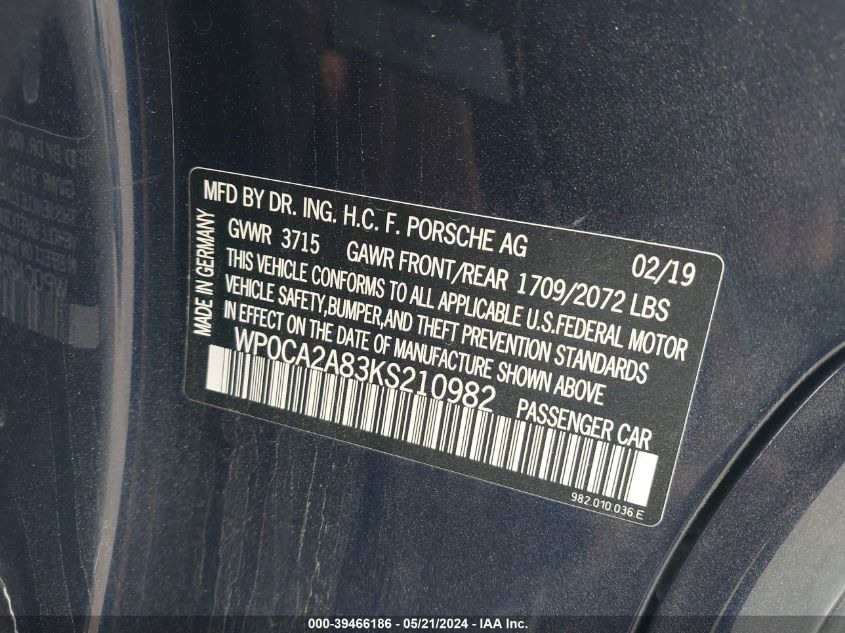 MFD BY DR. ING. H.C. F. PORSCHE AG 02/19
GVWR 3715 GAWR FRONT/REAR 1709/2072 LBS
THIS VEHICLE CONFORMS TO ALL APPLICABLE U.S.FEDERAL MOTOR
VEHICLE SAFETY,BUMPER,AND THEFT PREVENTION STANDARDS
IN EFFECT ON THE DATE OF MANUFACTURE SHOWN ABOVE
WP0CA2A83KS210982 PASSENGER CAR
982.010.036.E
MADE IN GERMANY
000-39466186 - 05/21/2024 - IAA Inc.